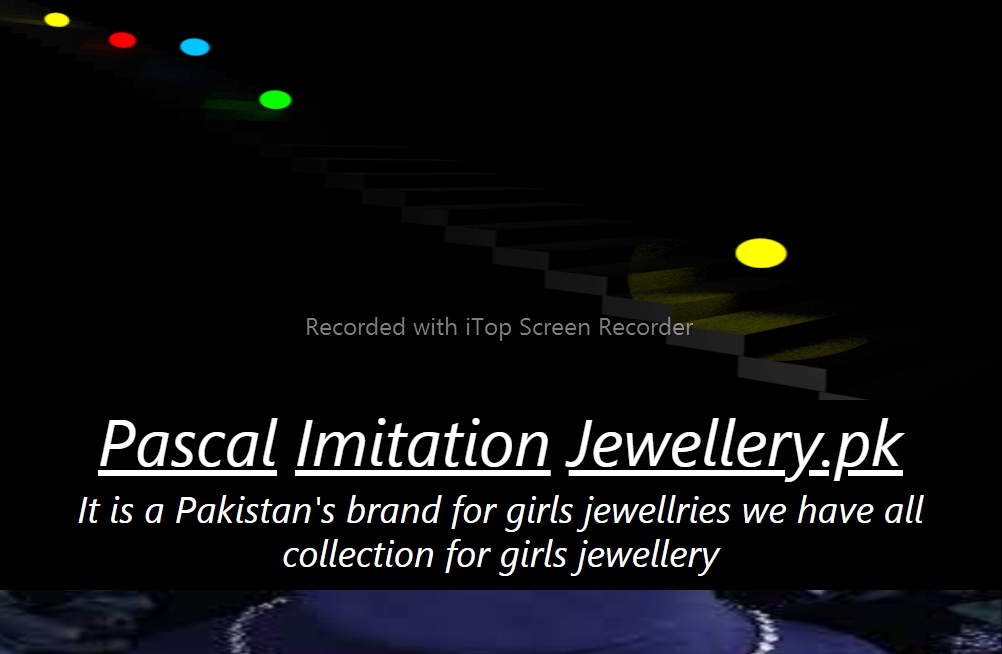 Recorded with iTop Screen Recorder
Pascal Imitation Jewellery.pk
It is a Pakistan's brand for girls jewellries we have all
collection for girls jewellery